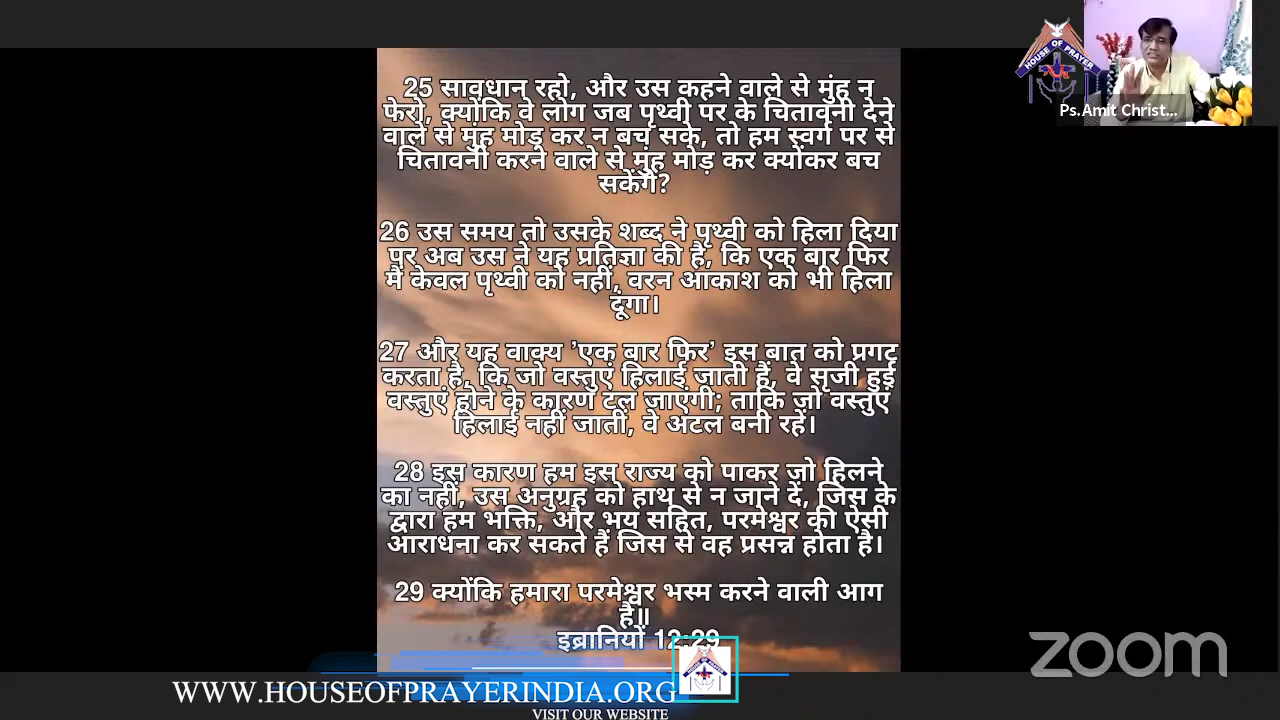 25 सावधान रहो, और उस कहने वाले से मुंह न
फेरो, क्योंकि वे लोग जब पृथ्वी पर के चितावनी देने
वाले से मुंह मोड़ कर न बच सके, तो हम स्वर्ग पर से
चितावनी करने वाले से मुंह मोड़ कर क्योंकर बच
सकेंगे?
26 उस समय तो उसके शब्द ने पृथ्वी को हिला दिया
पर अब उस ने यह प्रतिज्ञा की है, कि एक बार फिर
मैं केवल पृथ्वी को नहीं, वरन आकाश को भी हिला
दूंगा।
27 और यह वाक्य 'एक बार फिर' इस बात को प्रगट
करता है, कि जो वस्तुएं हिलाई जाती हैं, वे सृजी हुई
वस्तुएं होने के कारण टल जाएंगी; ताकि जो वस्तुएं
हिलाई नहीं जातीं, वे अटल बनी रहें।
28 इस कारण हम इस राज्य को पाकर जो हिलने
का नहीं, उस अनुग्रह को हाथ से न जाने दें, जिस के
द्वारा हम भक्ति, और भय सहित, परमेश्वर की ऐसी
आराधना कर सकते हैं जिस से वह प्रसन्न होता है।
29 क्योंकि हमारा परमेश्वर भस्म करने वाली आग
है॥
इब्रानियों 12:29
HOUSE OF PRAYER
Ps.Amit Christ...
zoom
WWW.HOUSEOFPRAYERINDIA.ORG
VISIT OUR WEBSITE